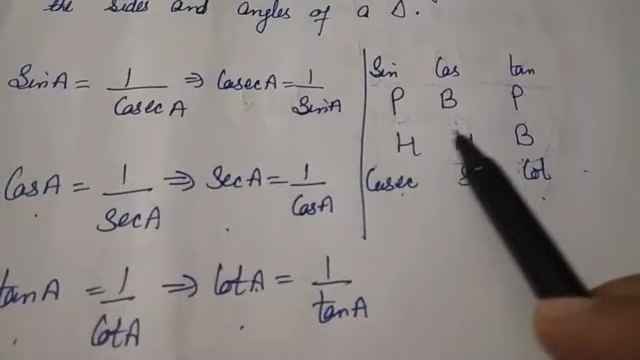 the sides and angles of a Δ.
SinA = 1/CosecA ⇒ CosecA = 1/SinA
CosA = 1/SecA ⇒ SecA = 1/CosA
tanA = 1/CotA ⇒ CotA = 1/tanA
Sin Cos tan
P B P
H B
Cosec Cot